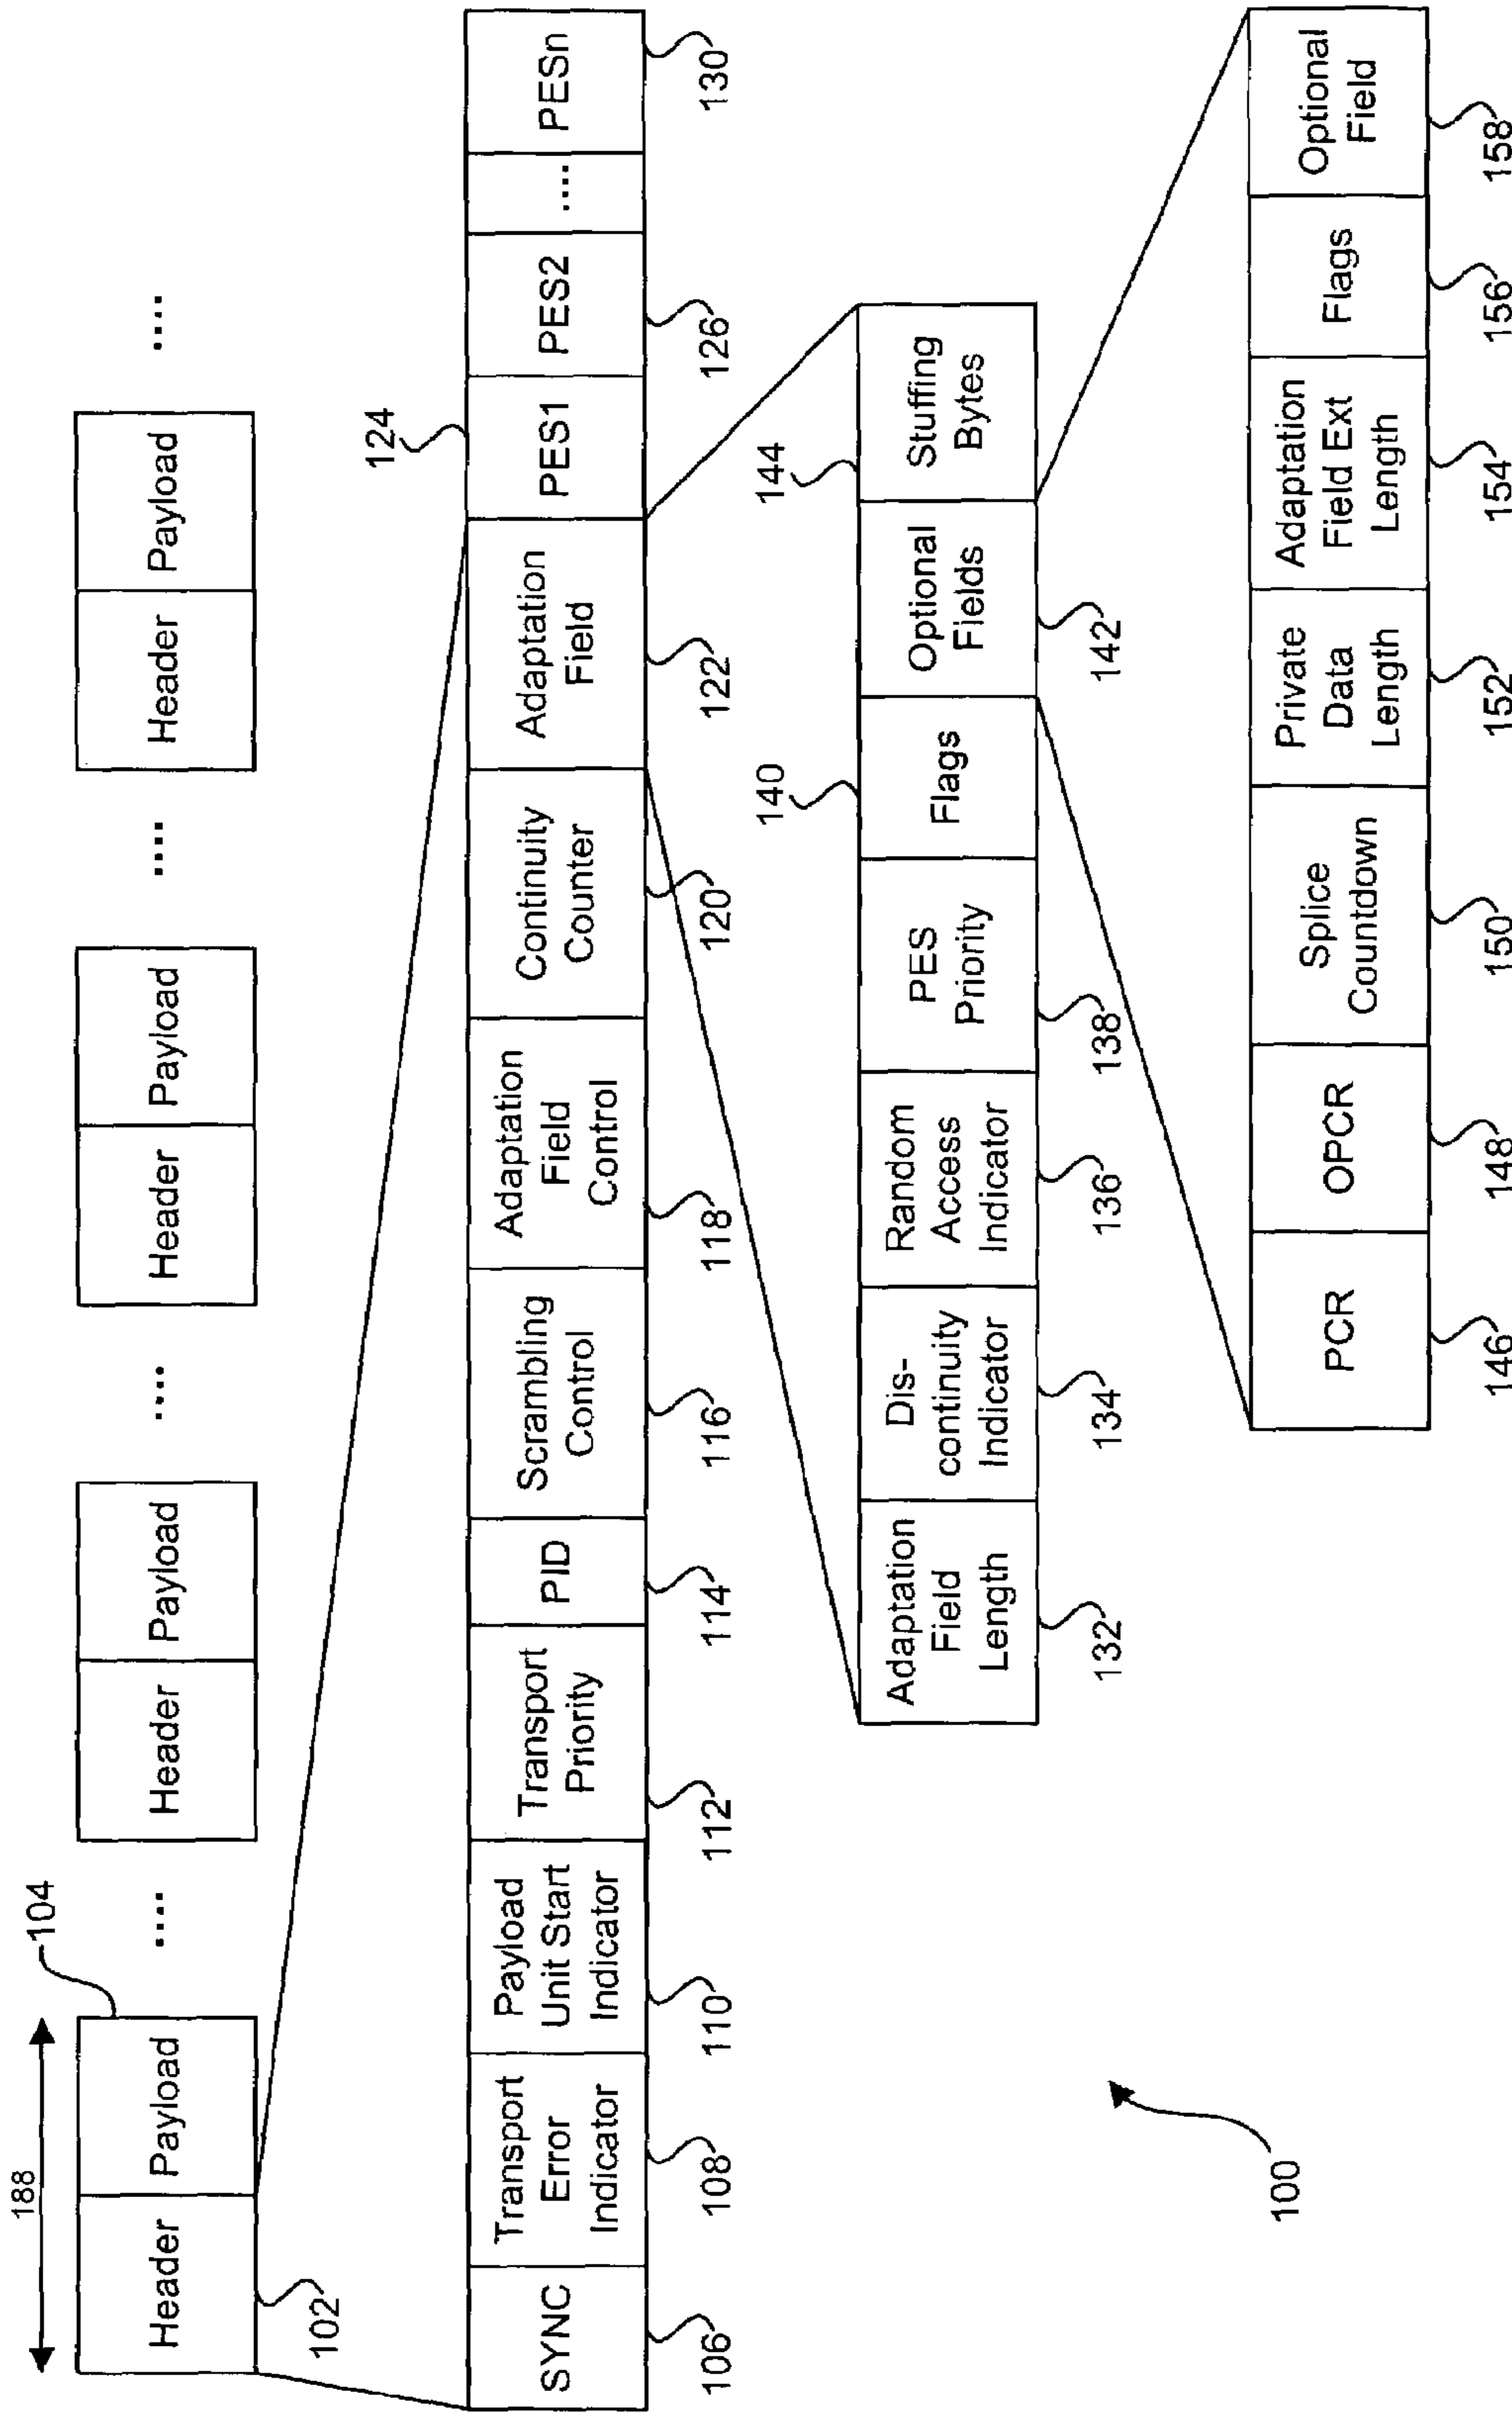 188
104
Header Payload .... Header Payload .... Header Payload .... Header Payload ....
102
124
SYNC
Transport
Error
Indicator
Payload
Unit Start
Indicator
Transport
Priority
PID
Scrambling
Control
Adaptation
Field
Control
Continuity
Counter
Adaptation
Field
PES1
PES2
....
PESn
106 108 110 112 114 116 118 120 122 126 130
140 144
Adaptation
Field
Length
Dis-
continuity
Indicator
Random
Access
Indicator
PES
Priority
Flags
Optional
Fields
Stuffing
Bytes
132 134 136 138 142
PCR
OPCR
Splice
Countdown
Private
Data
Length
Adaptation
Field Ext
Length
Flags
Optional
Field
146 148 150 152 154 156 158
100